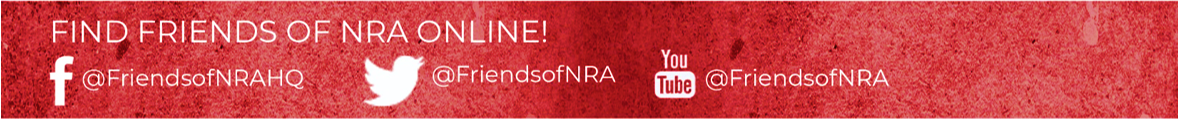 FIND FRIENDS OF NRA ONLINE!
f @FriendsofNRAHQ @FriendsofNRA You Tube @FriendsofNRA